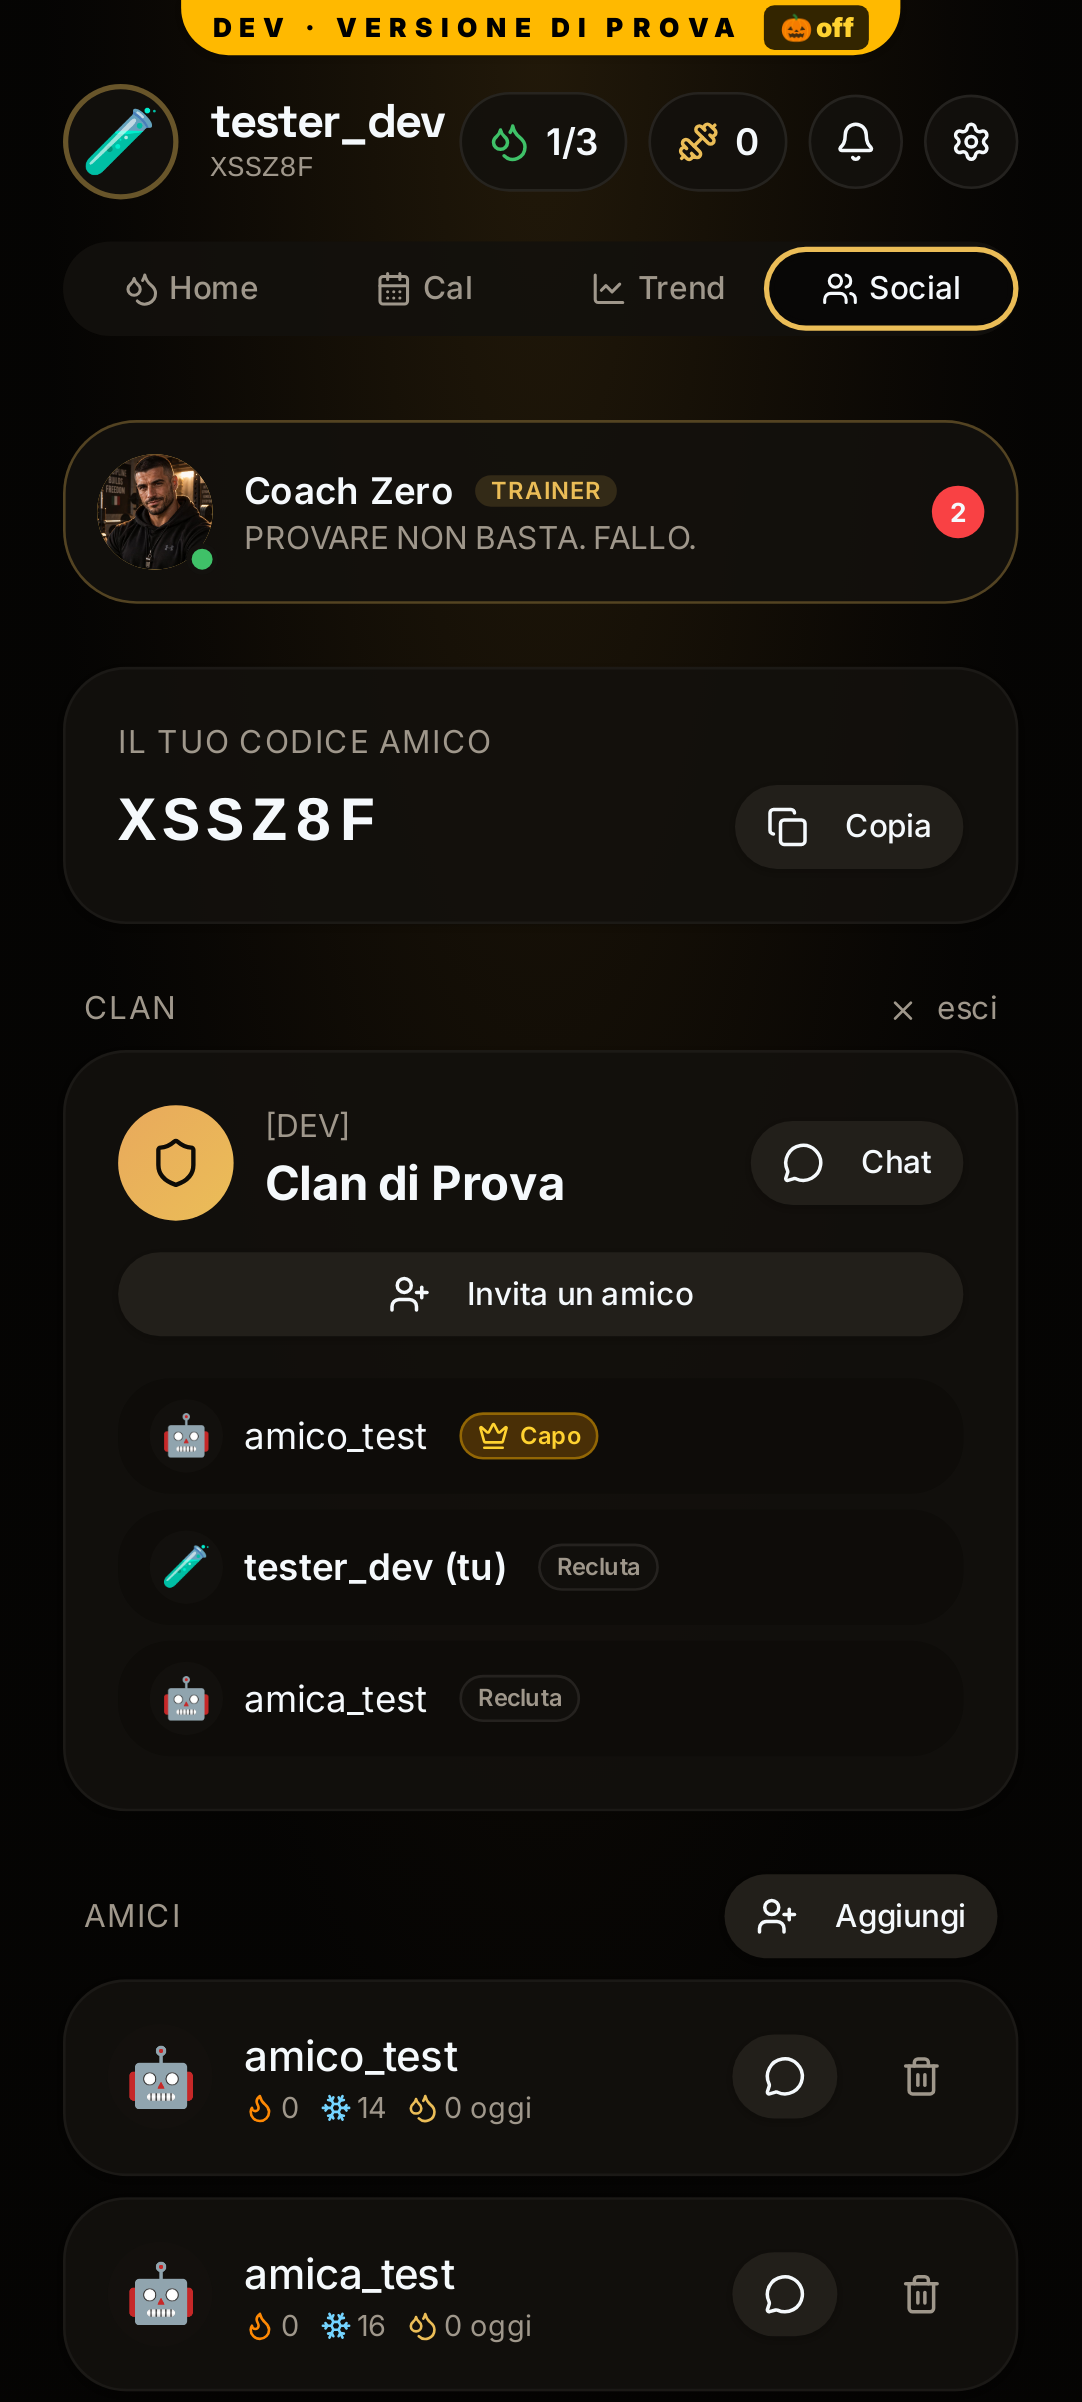 DEV · VERSIONE DI PROVA 🎃 off
tester_dev
XSSZ8F
1/3
0
Home Cal Trend Social
Coach Zero TRAINER
PROVARE NON BASTA. FALLO.
2
IL TUO CODICE AMICO
XSSZ8F
Copia
CLAN
esci
[DEV]
Clan di Prova
Chat
Invita un amico
amico_test Capo
tester_dev (tu) Recluta
amica_test Recluta
AMICI
Aggiungi
amico_test
0 14 0 oggi
amica_test
0 16 0 oggi